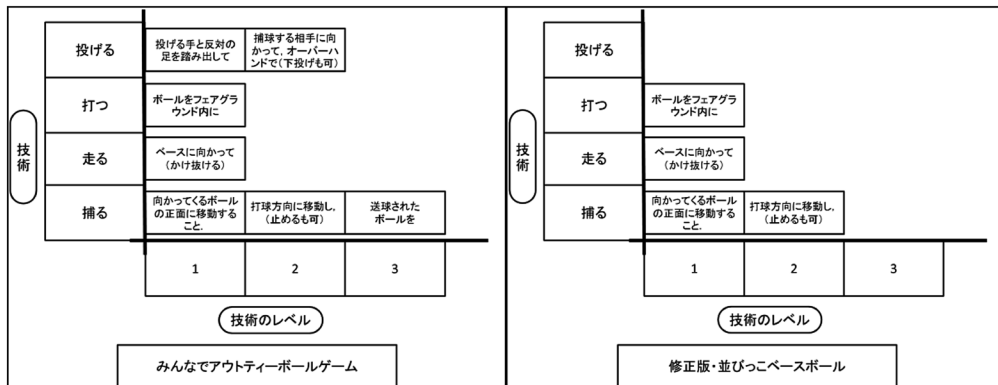 投げる
投げる手と反対の
足を踏み出して
捕球する相手に向
かって，オーバーハ
ンドで(下投げも可)
打つ
ボールをフェアグラ
ウンド内に
技術
走る
ベースに向かって
(かけ抜ける)
捕る
向かってくるボール
の正面に移動する
こと．
打球方向に移動し，
(止めるも可)
送球された
ボールを
1
2
3
技術のレベル
みんなでアウトティーボールゲーム
投げる
打つ
ボールをフェアグラ
ウンド内に
技術
走る
ベースに向かって
(かけ抜ける)
捕る
向かってくるボール
の正面に移動する
こと．
打球方向に移動し，
(止めるも可)
1
2
3
技術のレベル
修正版・並びっこベースボール